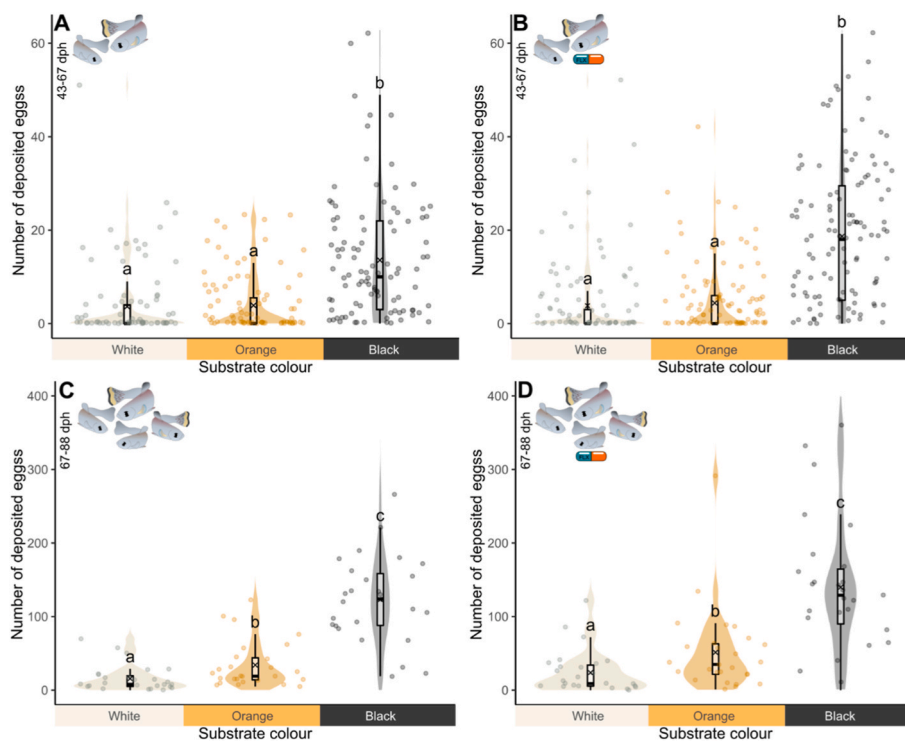 A
43-67 dph
Number of deposited eggss
60
40
20
0
a
a
b
White
Orange
Black
Substrate colour
B
43-67 dph
Number of deposited eggss
60
40
20
0
a
a
b
White
Orange
Black
Substrate colour
C
67-88 dph
Number of deposited eggss
400
300
200
100
0
a
b
c
White
Orange
Black
Substrate colour
D
67-88 dph
Number of deposited eggss
400
300
200
100
0
a
b
c
White
Orange
Black
Substrate colour